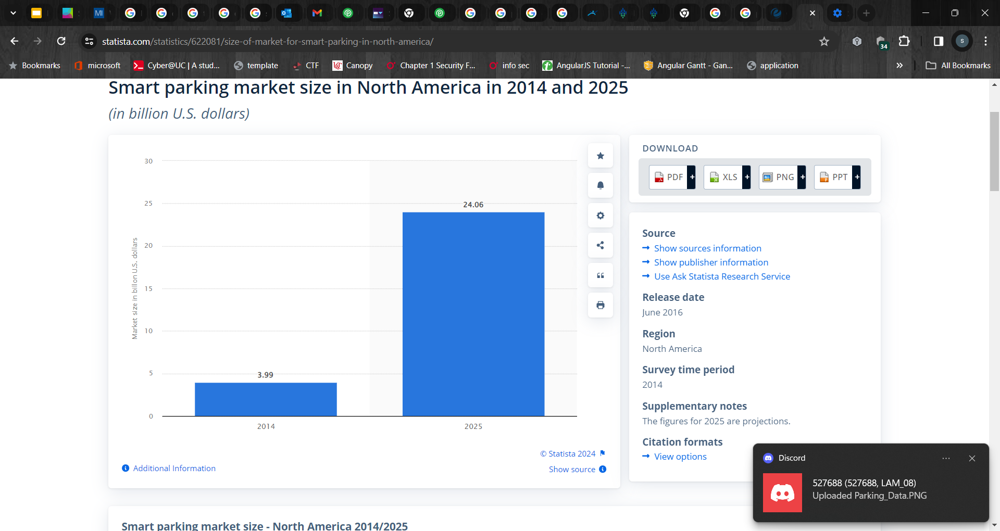 statista.com/statistics/622081/size-of-market-for-smart-parking-in-north-america/
34
S
Bookmarks
microsoft
Cyber@UC | A stud...
template
CTF
Canopy
Chapter 1 Security F...
info sec
AngularJS Tutorial -...
Angular Gantt - Gan...
application
All Bookmarks
Smart parking market size in North America in 2014 and 2025
(in billion U.S. dollars)
Market size in billon U.S. dollars
30
25
20
15
10
5
0
3.99
24.06
2014
2025
© Statista 2024
Additional Information
Show source
DOWNLOAD
PDF +
XLS +
PNG +
PPT +
Source
Show sources information
Show publisher information
Use Ask Statista Research Service
Release date
June 2016
Region
North America
Survey time period
2014
Supplementary notes
The figures for 2025 are projections.
Citation formats
View options
Discord
527688 (527688, LAM_08)
Uploaded Parking_Data.PNG
Smart parking market size - North America 2014/2025